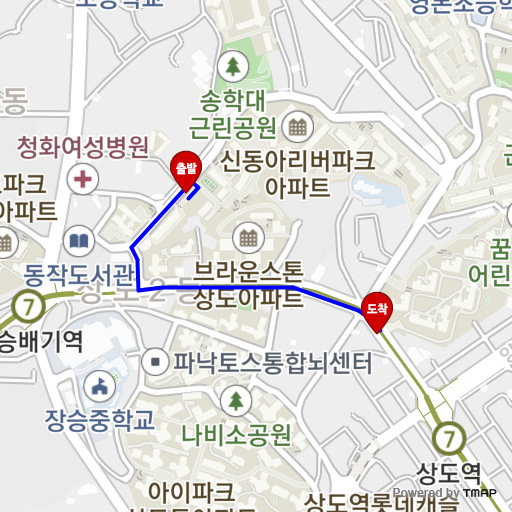 송학대
근린공원
청화여성병원
출발
신동아리버파크
아파트
파크
아파트
동작도서관
브라운스톤
상도아파트
꿈
어린
도착
7
승배기역
파낙토스통합뇌센터
장승중학교
나비소공원
7
상도역
아이파크
상도역롯데캐슬
Powered by TMAP